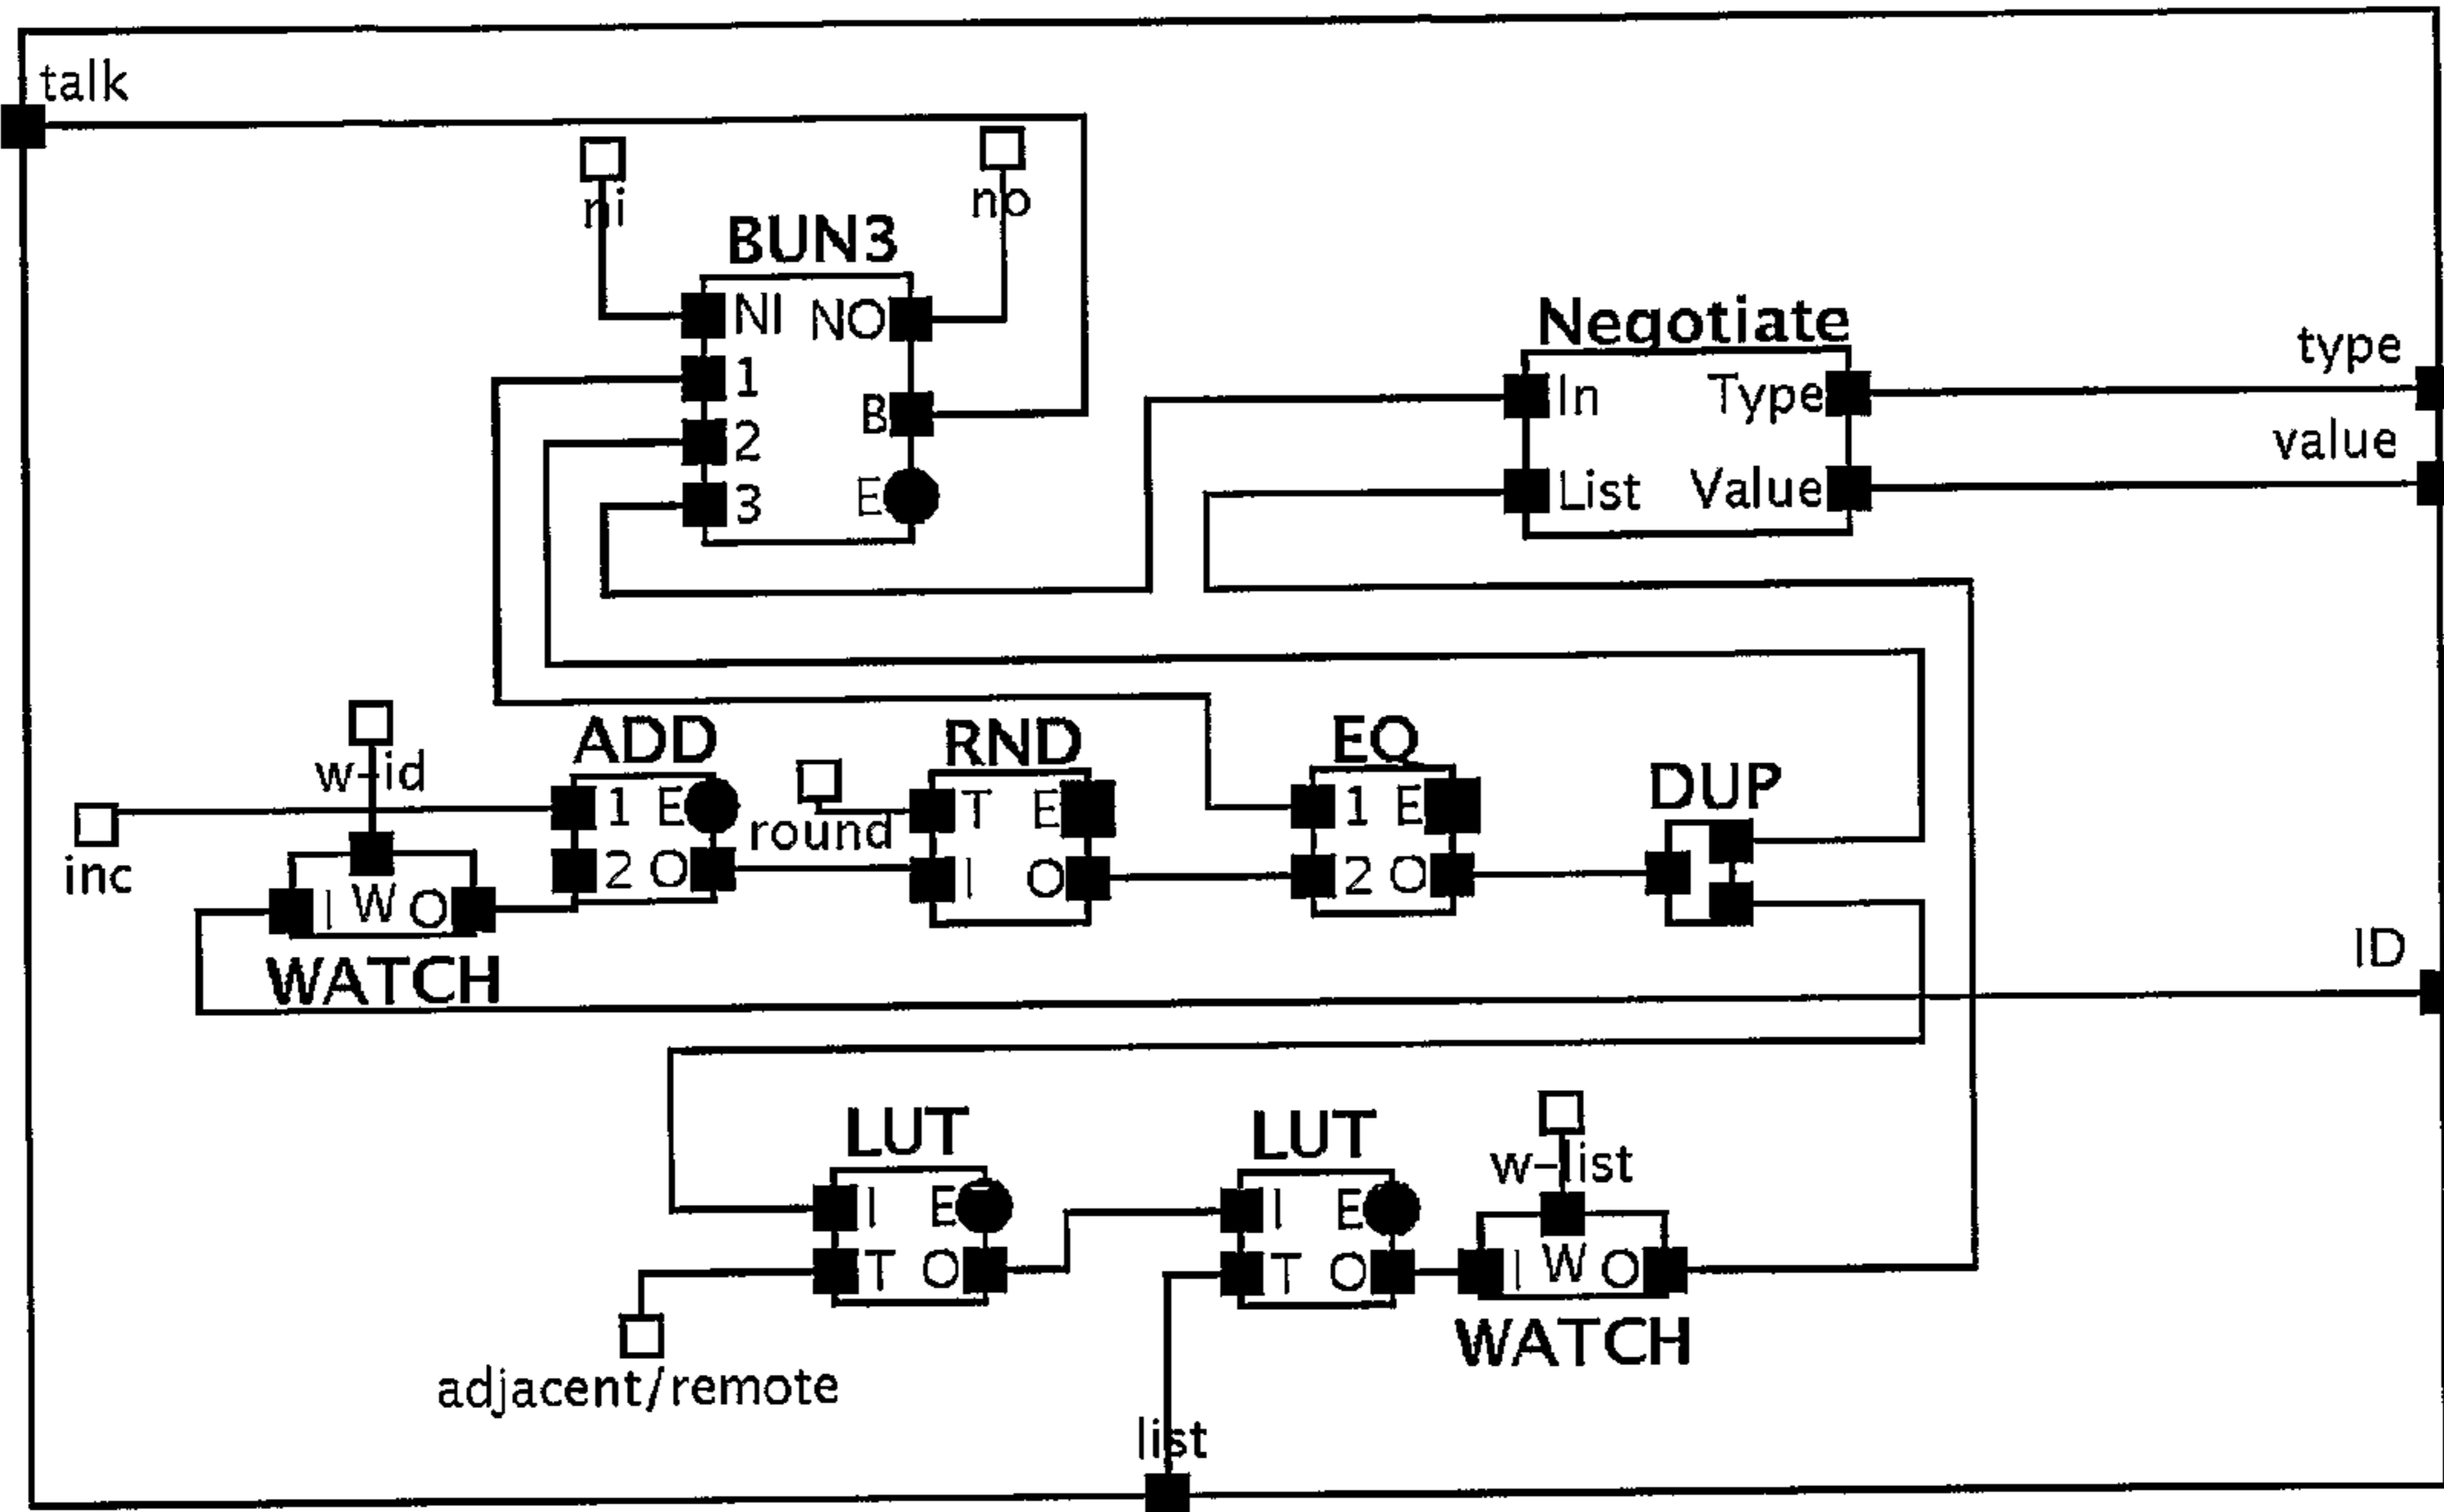 talk
ni
no
BUN3
NI NO
1
B
2
3 E
Negotiate
In Type
List Value
type
value
w-id
inc
I W O
WATCH
ADD
1 E
2 O
round
RND
T E
I O
EQ
1 E
2 O
DUP
ID
LUT
I E
T O
adjacent/remote
LUT
I E
T O
w-list
I W O
WATCH
list